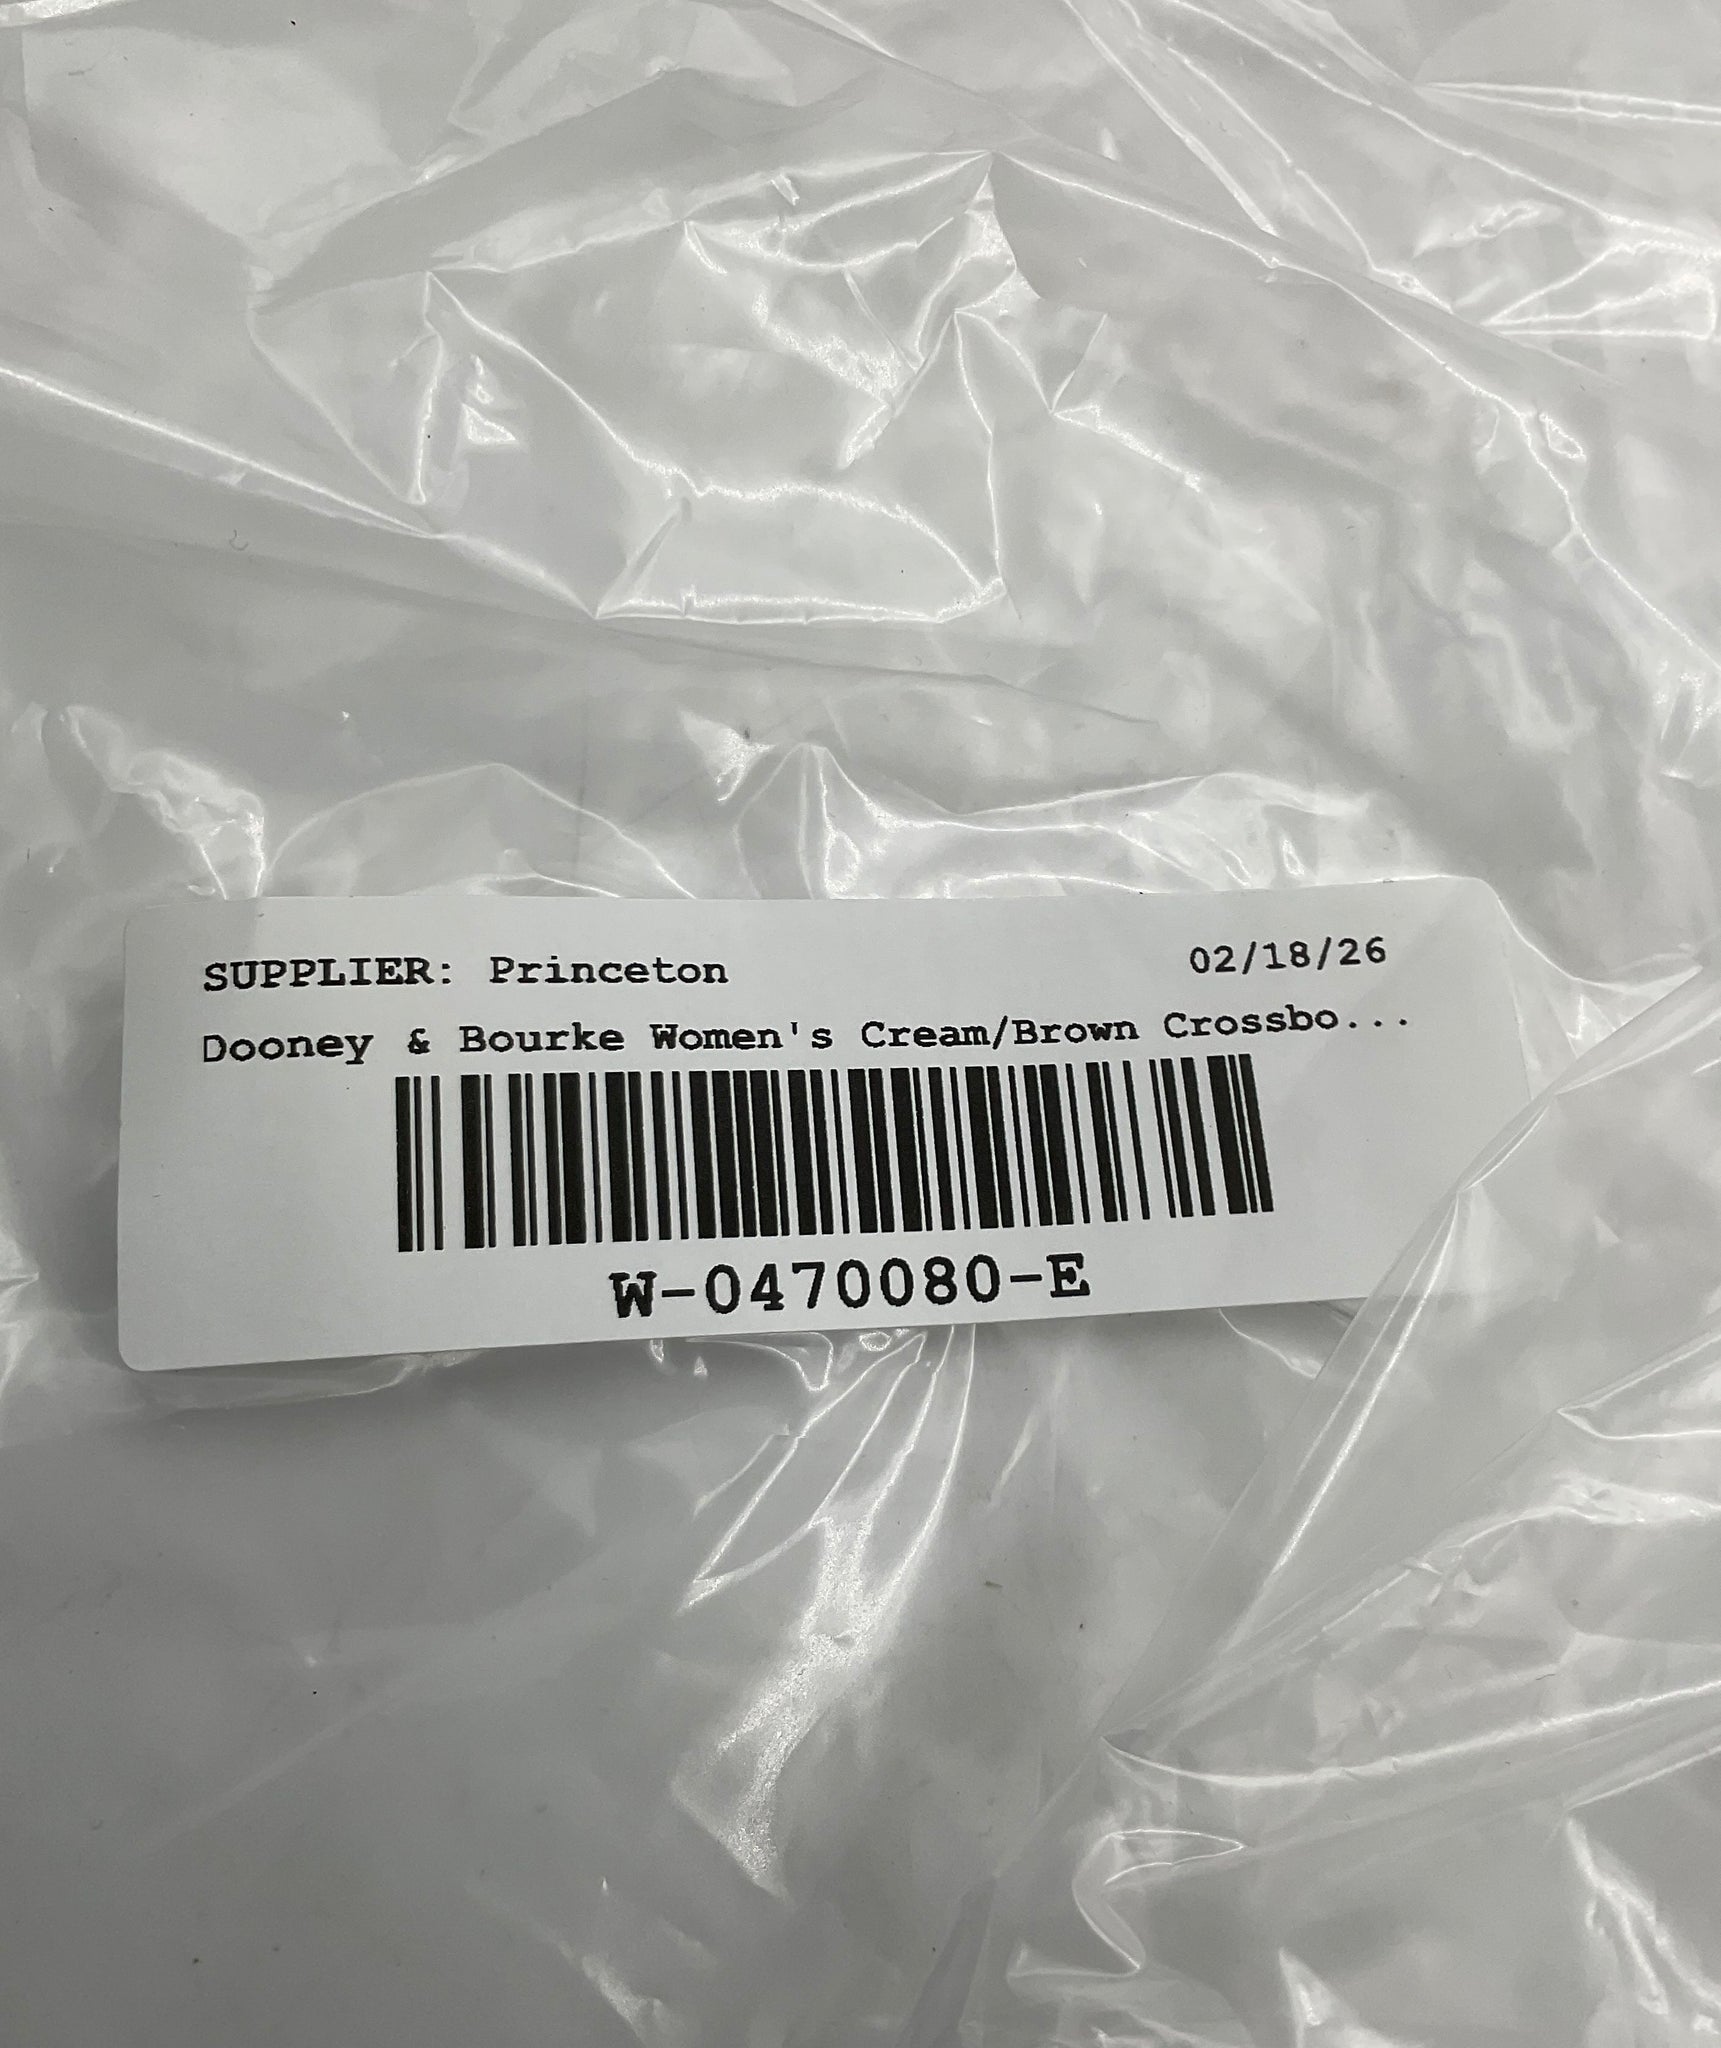 SUPPLIER: Princeton 02/18/26
Dooney & Bourke Women's Cream/Brown Crossbo...
W-0470080-E